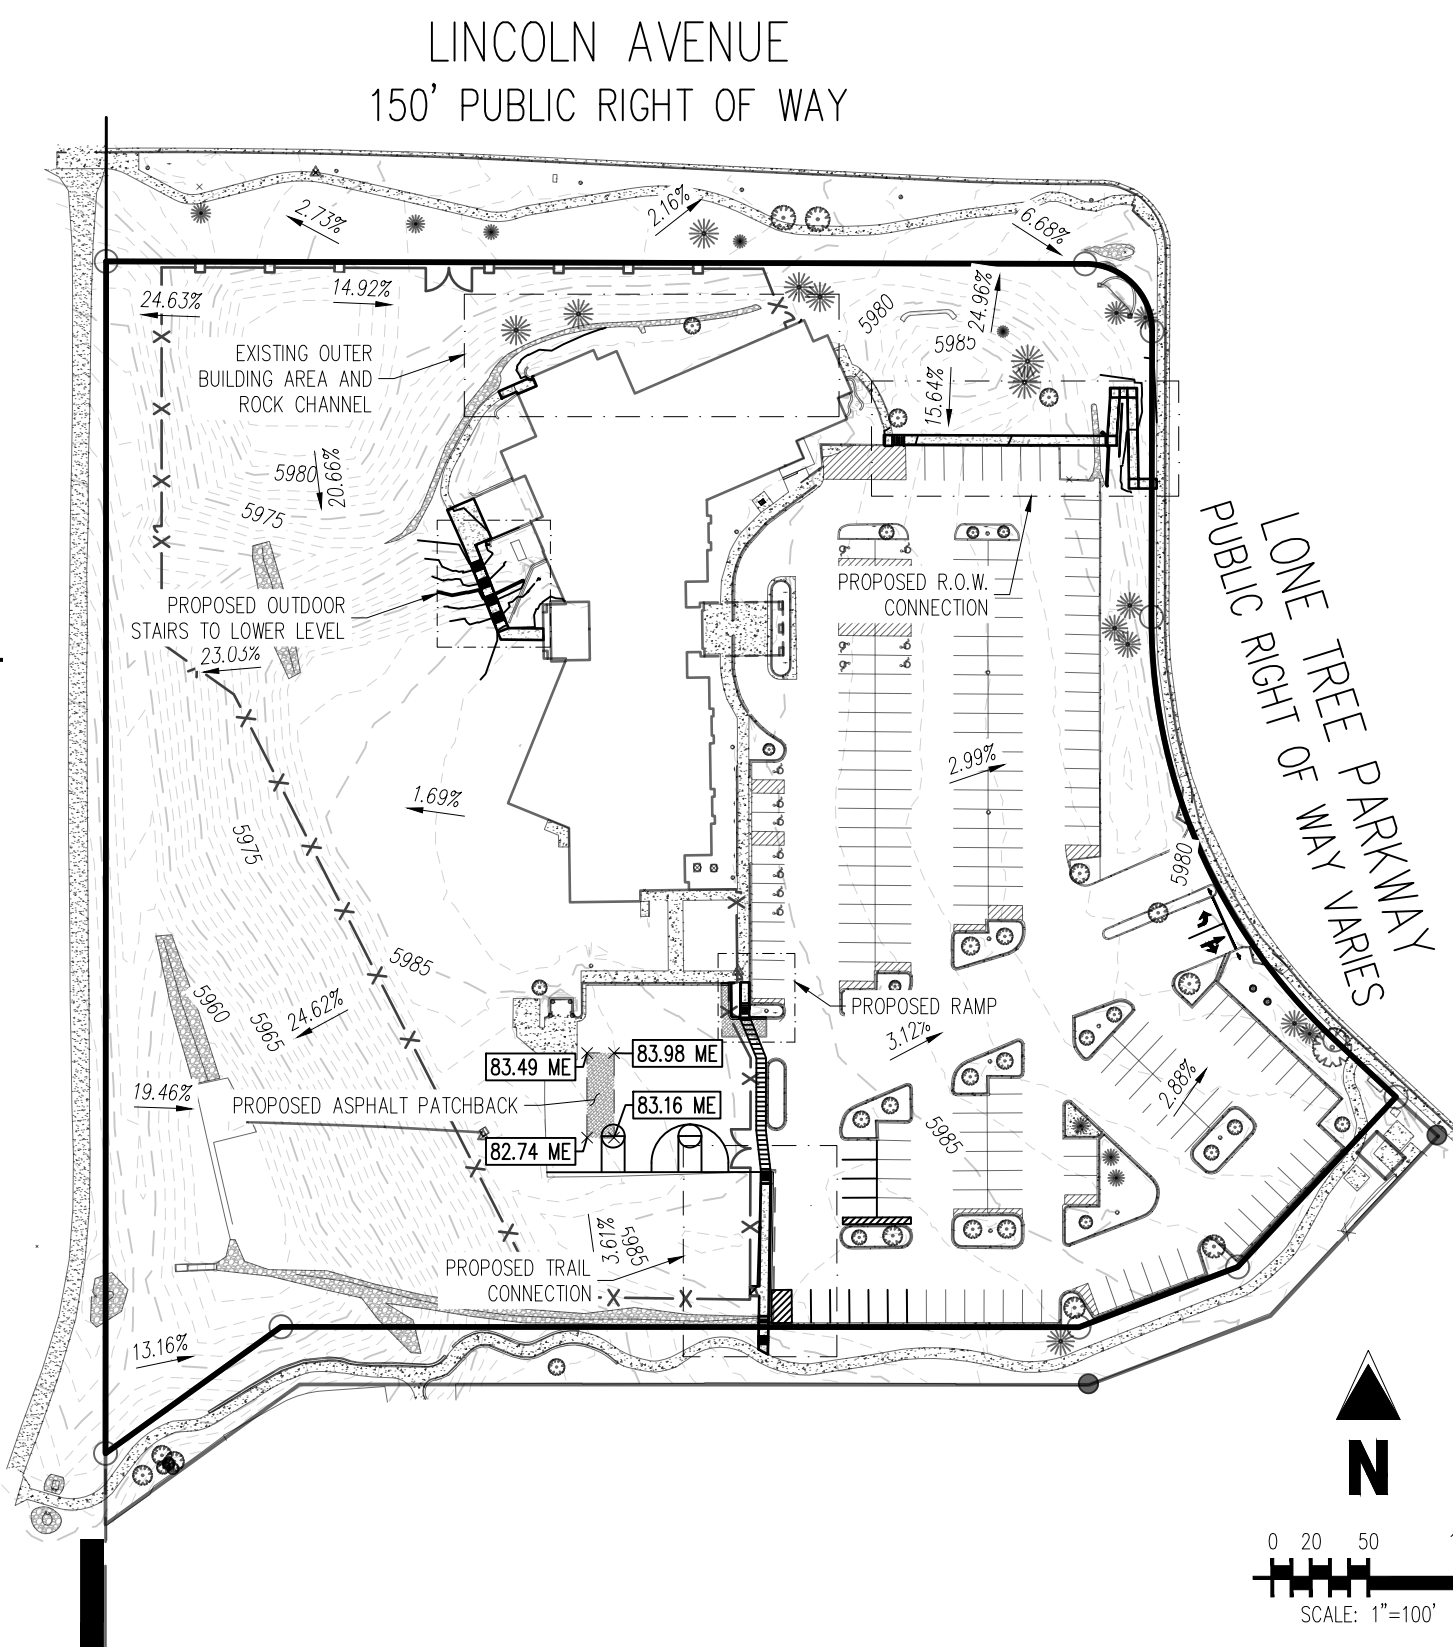 LINCOLN AVENUE
150' PUBLIC RIGHT OF WAY
2.73%
2.16%
6.68%
24.63%
14.92%
24.96%
5980
5985
15.64%
EXISTING OUTER
BUILDING AREA AND
ROCK CHANNEL
5980
20.66%
5975
LONE TREE PARKWAY
PUBLIC RIGHT OF WAY VARIES
PROPOSED R.O.W.
CONNECTION
PROPOSED OUTDOOR
STAIRS TO LOWER LEVEL
23.03%
2.99%
1.69%
5975
5980
5985
5960
5965
24.62%
PROPOSED RAMP
3.12%
83.49 ME
83.98 ME
19.46%
PROPOSED ASPHALT PATCHBACK
83.16 ME
82.74 ME
2.88%
5985
3.61%
5985
PROPOSED TRAIL
CONNECTION
13.16%
N
0 20 50
SCALE: 1"=100'